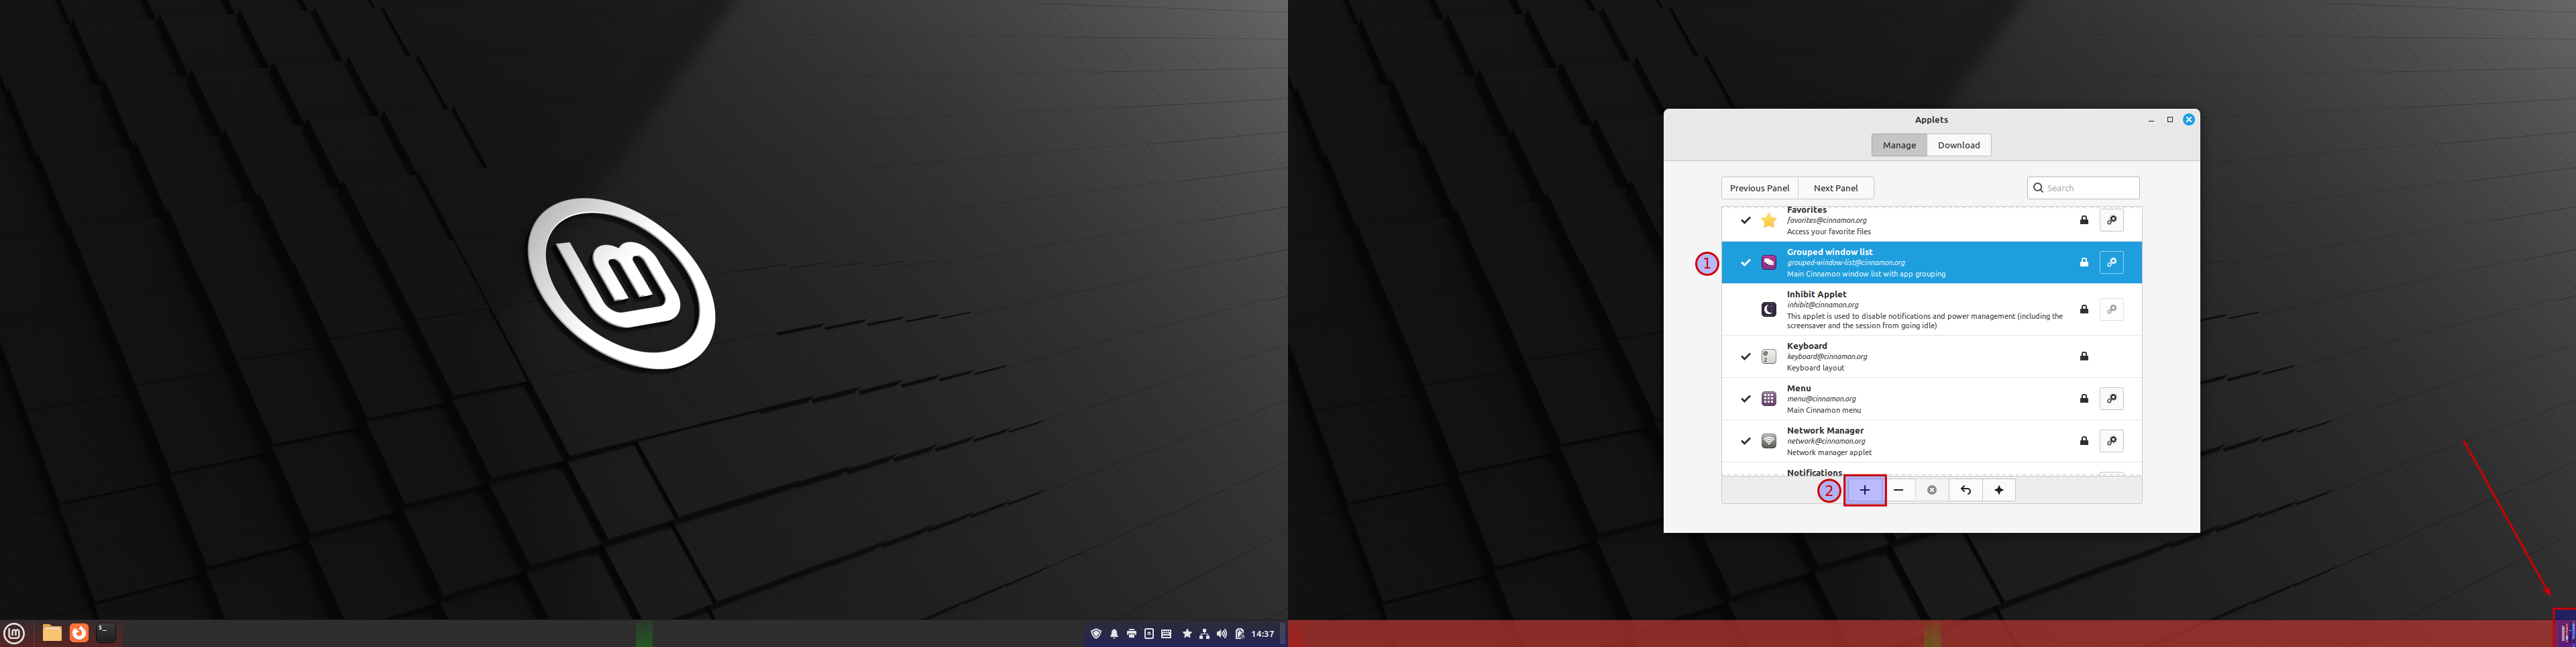 Applets
Manage Download
Previous Panel Next Panel Search
Favorites
favorites@cinnamon.org
Access your favorite files
1
Grouped window list
grouped-window-list@cinnamon.org
Main Cinnamon window list with app grouping
Inhibit Applet
inhibit@cinnamon.org
This applet is used to disable notifications and power management (including the
screensaver and the session from going idle)
Keyboard
keyboard@cinnamon.org
Keyboard layout
Menu
menu@cinnamon.org
Main Cinnamon menu
Network Manager
network@cinnamon.org
Network manager applet
Notifications
2
14:37